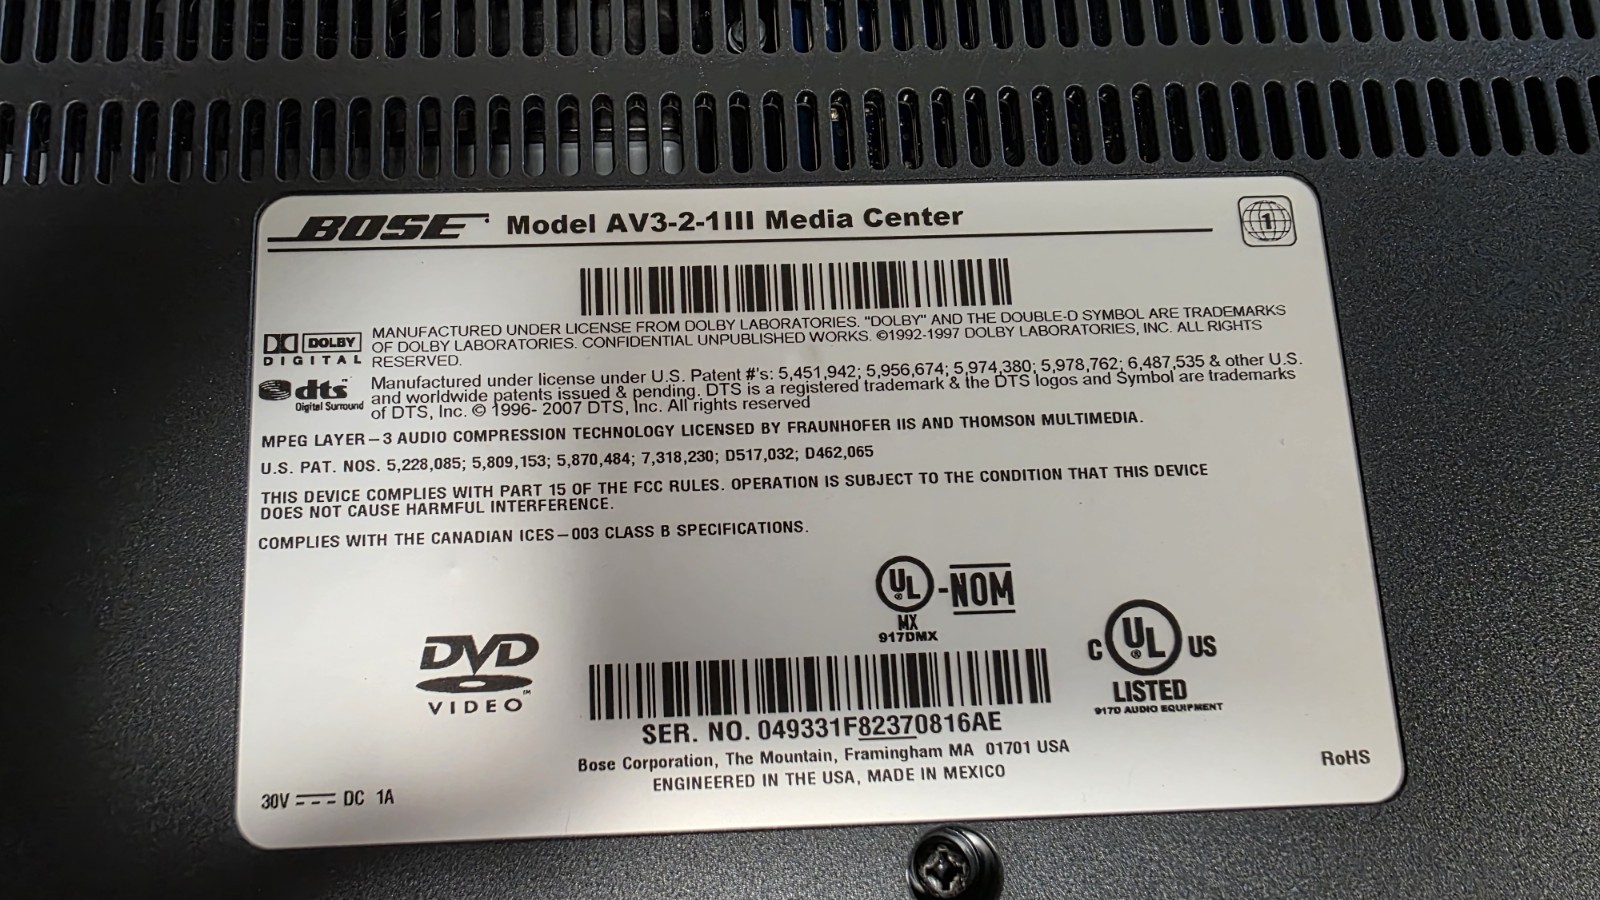 BOSE Model AV3-2-1III Media Center
1
MANUFACTURED UNDER LICENSE FROM DOLBY LABORATORIES. "DOLBY" AND THE DOUBLE-D SYMBOL ARE TRADEMARKS
DOLBY OF DOLBY LABORATORIES. CONFIDENTIAL UNPUBLISHED WORKS. ©1992-1997 DOLBY LABORATORIES, INC. ALL RIGHTS
DIGITAL RESERVED.
dts Manufactured under license under U.S. Patent #'s: 5,451,942; 5,956,674; 5,974,380; 5,978,762; 6,487,535 & other U.S.
and worldwide patents issued & pending. DTS is a registered trademark & the DTS logos and Symbol are trademarks
Digital Surround of DTS, Inc. © 1996- 2007 DTS, Inc. All rights reserved
MPEG LAYER–3 AUDIO COMPRESSION TECHNOLOGY LICENSED BY FRAUNHOFER IIS AND THOMSON MULTIMEDIA.
U.S. PAT. NOS. 5,228,085; 5,809,153; 5,870,484; 7,318,230; D517,032; D462,065
THIS DEVICE COMPLIES WITH PART 15 OF THE FCC RULES. OPERATION IS SUBJECT TO THE CONDITION THAT THIS DEVICE
DOES NOT CAUSE HARMFUL INTERFERENCE.
COMPLIES WITH THE CANADIAN ICES–003 CLASS B SPECIFICATIONS.
UL® -NOM
MX
917DMX
DVD™
VIDEO
C UL® US
LISTED
917D AUDIO EQUIPMENT
SER. NO. 049331F82370816AE
Bose Corporation, The Mountain, Framingham MA 01701 USA
ENGINEERED IN THE USA, MADE IN MEXICO
RoHS
30V ⎓ DC 1A